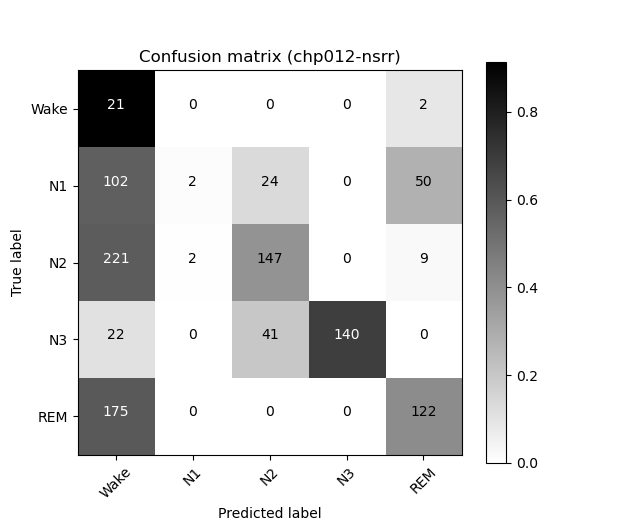 Confusion matrix (chp012-nsrr)
True label
Wake 21 0 0 0 2
N1 102 2 24 0 50
N2 221 2 147 0 9
N3 22 0 41 140 0
REM 175 0 0 0 122
Wake N1 N2 N3 REM
Predicted label
0.8
0.6
0.4
0.2
0.0